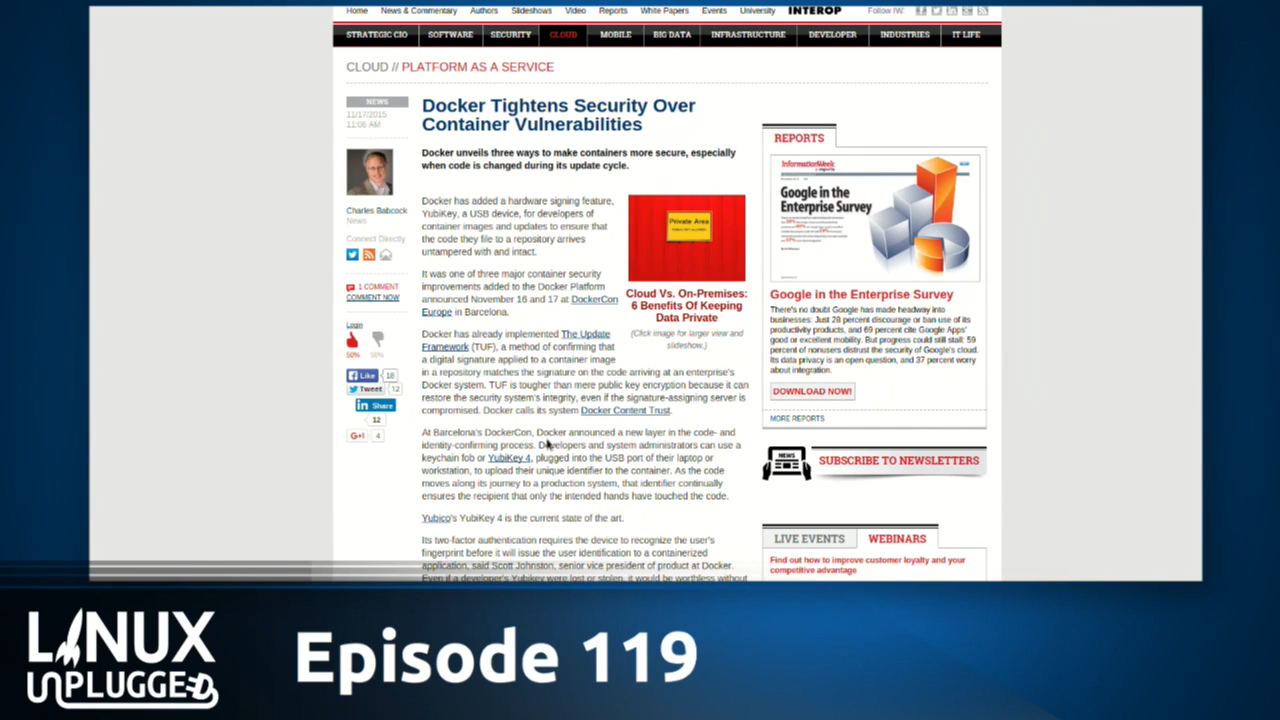 Home News & Commentary Authors Slideshows Video Reports White Papers Events University INTEROP Follow IW:
STRATEGIC CIO SOFTWARE SECURITY CLOUD MOBILE BIG DATA INFRASTRUCTURE DEVELOPER INDUSTRIES IT LIFE
CLOUD // PLATFORM AS A SERVICE
NEWS
11/17/2015
11:06 AM
Charles Babcock
News
Connect Directly
1 COMMENT
COMMENT NOW
Login
50%
50%
Like 18
Tweet 12
in Share
12
G+1 4
Docker Tightens Security Over
Container Vulnerabilities
Docker unveils three ways to make containers more secure, especially
when code is changed during its update cycle.
Docker has added a hardware signing feature,
YubiKey, a USB device, for developers of
container images and updates to ensure that
the code they file to a repository arrives
untampered with and intact.
It was one of three major container security
improvements added to the Docker Platform
announced November 16 and 17 at DockerCon
Europe in Barcelona.
Docker has already implemented The Update
Framework (TUF), a method of confirming that
a digital signature applied to a container image
in a repository matches the signature on the code arriving at an enterprise's
Docker system. TUF is tougher than mere public key encryption because it can
restore the security system's integrity, even if the signature-assigning server is
compromised. Docker calls its system Docker Content Trust.
At Barcelona's DockerCon, Docker announced a new layer in the code- and
identity-confirming process. Developers and system administrators can use a
keychain fob or YubiKey 4, plugged into the USB port of their laptop or
workstation, to upload their unique identifier to the container. As the code
moves along its journey to a production system, that identifier continually
ensures the recipient that only the intended hands have touched the code.
Yubico's YubiKey 4 is the current state of the art.
Its two-factor authentication requires the device to recognize the user's
fingerprint before it will issue the user identification to a containerized
application, said Scott Johnston, senior vice president of product at Docker.
Even if a developer's Yubikey were lost or stolen, it would be worthless without
Private Area
Cloud Vs. On-Premises:
6 Benefits Of Keeping
Data Private
(Click image for larger view and
slideshow.)
REPORTS
InformationWeek
Google in the
Enterprise Survey
Google in the Enterprise Survey
There's no doubt Google has made headway into
businesses: Just 28 percent discourage or ban use of its
productivity products, and 69 percent cite Google Apps'
good or excellent mobility. But progress could still stall: 59
percent of nonusers distrust the security of Google's cloud.
Its data privacy is an open question, and 37 percent worry
about integration.
DOWNLOAD NOW!
MORE REPORTS
NEWS
SUBSCRIBE TO NEWSLETTERS
LIVE EVENTS WEBINARS
Find out how to improve customer loyalty and your
competitive advantage
LINUX
UNPLUGGED
Episode 119